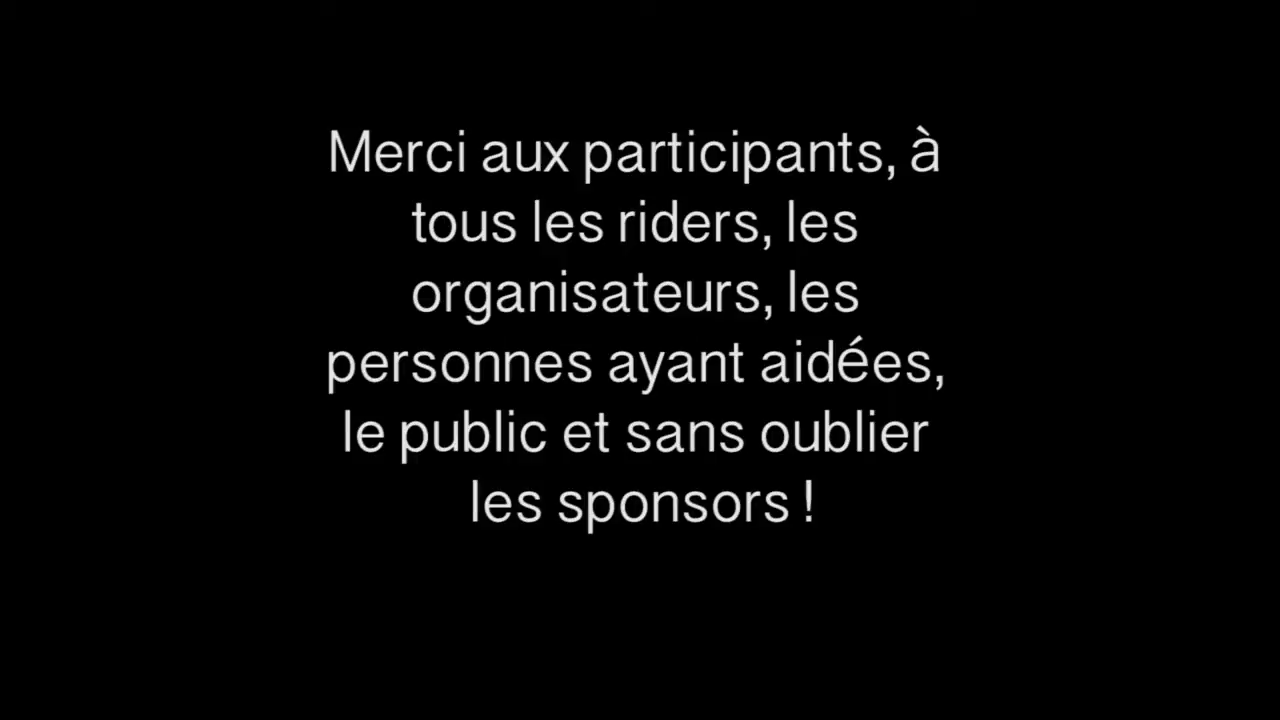 Merci aux participants, à
tous les riders, les
organisateurs, les
personnes ayant aidées,
le public et sans oublier
les sponsors !